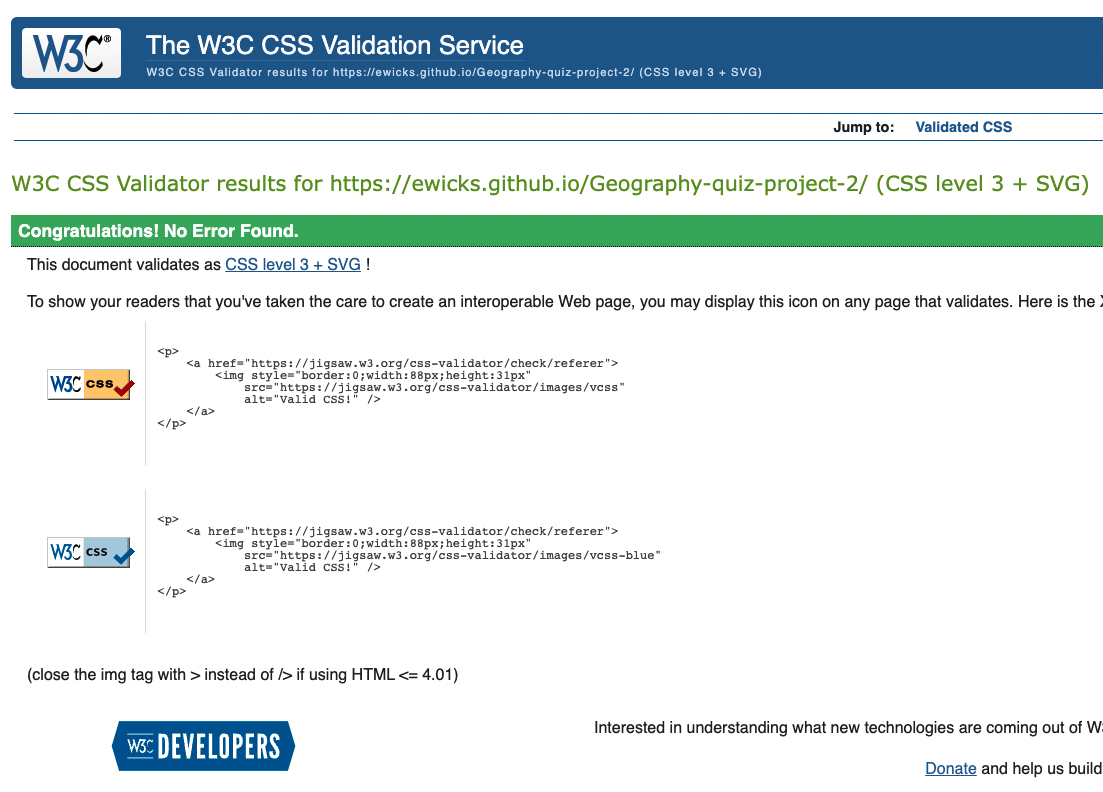 W3C®
The W3C CSS Validation Service
W3C CSS Validator results for https://ewicks.github.io/Geography-quiz-project-2/ (CSS level 3 + SVG)
Jump to: Validated CSS
W3C CSS Validator results for https://ewicks.github.io/Geography-quiz-project-2/ (CSS level 3 + SVG)
Congratulations! No Error Found.
This document validates as CSS level 3 + SVG !
To show your readers that you've taken the care to create an interoperable Web page, you may display this icon on any page that validates. Here is the
W3C css
<p>
<a href="https://jigsaw.w3.org/css-validator/check/referer">
<img style="border:0;width:88px;height:31px"
src="https://jigsaw.w3.org/css-validator/images/vcss"
alt="Valid CSS!" />
</a>
</p>
W3C css
<p>
<a href="https://jigsaw.w3.org/css-validator/check/referer">
<img style="border:0;width:88px;height:31px"
src="https://jigsaw.w3.org/css-validator/images/vcss-blue"
alt="Valid CSS!" />
</a>
</p>
(close the img tag with > instead of /> if using HTML <= 4.01)
W3C DEVELOPERS
Interested in understanding what new technologies are coming out of
Donate and help us build